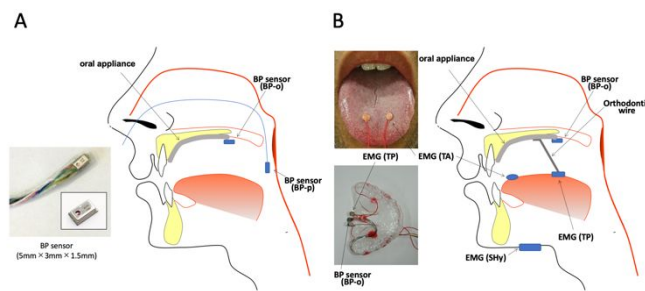 A
oral appliance
BP sensor
(BP-o)
BP sensor
(BP-p)
BP sensor
(5mm×3mm×1.5mm)
B
oral appliance
BP sensor
(BP-o)
Orthodonti
wire
EMG (TP)
EMG (TA)
BP sensor
(BP-o)
EMG (TP)
EMG (SHy)